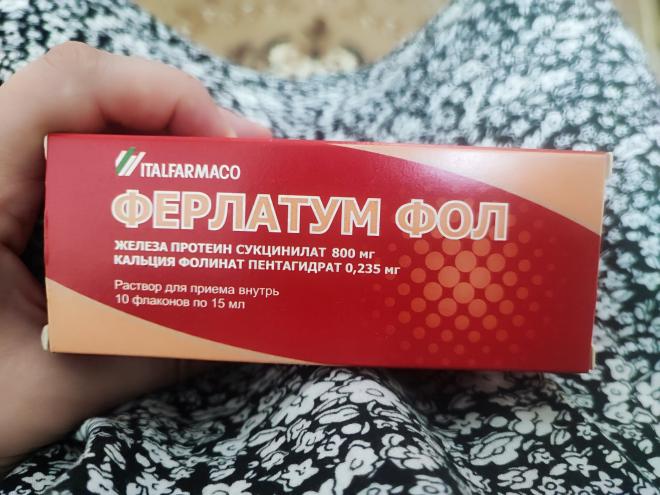 ITALFARMACO
ФЕРЛАТУМ ФОЛ
ЖЕЛЕЗА ПРОТЕИН СУКЦИНИЛАТ 800 мг
КАЛЬЦИЯ ФОЛИНАТ ПЕНТАГИДРАТ 0,235 мг
Раствор для приема внутрь
10 флаконов по 15 мл